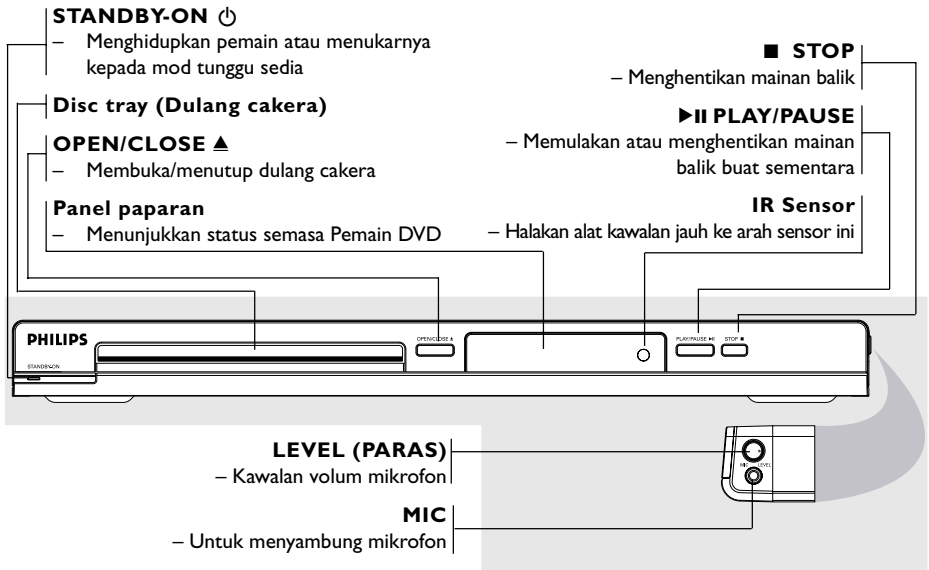 STANDBY-ON ⏻
– Menghidupkan pemain atau menukarnya
kepada mod tunggu sedia
Disc tray (Dulang cakera)
OPEN/CLOSE ≜
– Membuka/menutup dulang cakera
Panel paparan
– Menunjukkan status semasa Pemain DVD
■ STOP
– Menghentikan mainan balik
►II PLAY/PAUSE
– Memulakan atau menghentikan mainan
balik buat sementara
IR Sensor
– Halakan alat kawalan jauh ke arah sensor ini
PHILIPS
STANDBY-ON
OPEN/CLOSE ≜
PLAY/PAUSE ►II
STOP ■
LEVEL (PARAS)
– Kawalan volum mikrofon
MIC
– Untuk menyambung mikrofon
MIC LEVEL